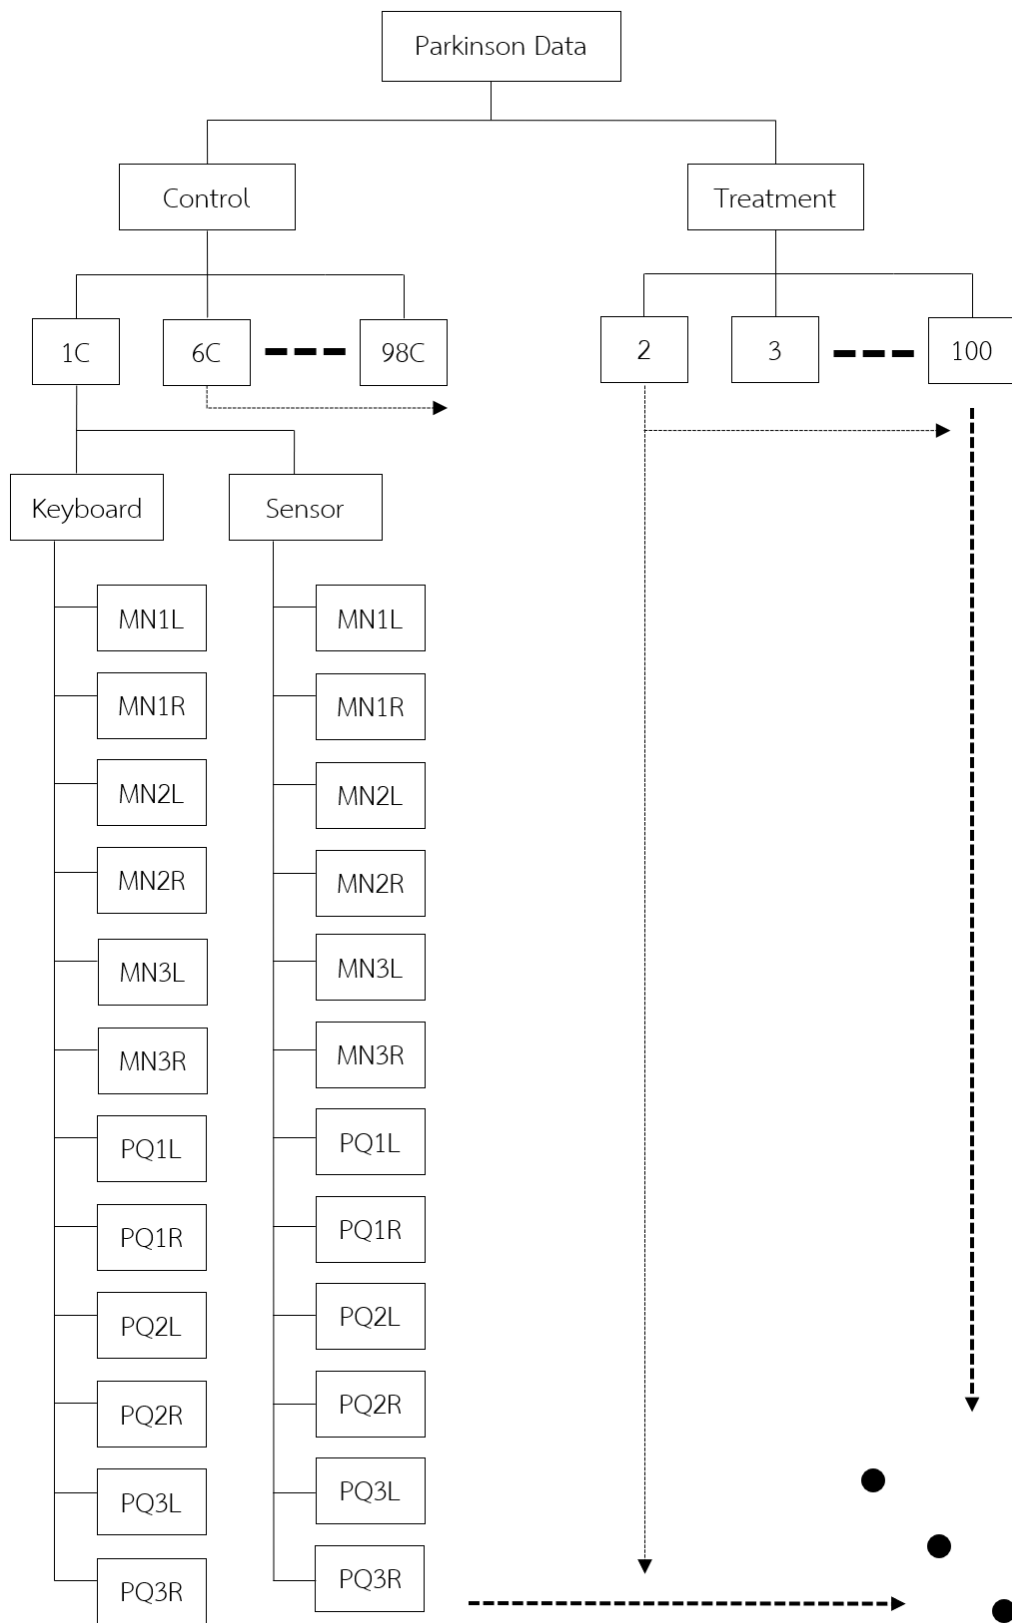 Parkinson Data
Control
Treatment
1C
6C
98C
2
3
100
Keyboard
Sensor
MN1L
MN1R
MN2L
MN2R
MN3L
MN3R
PQ1L
PQ1R
PQ2L
PQ2R
PQ3L
PQ3R
MN1L
MN1R
MN2L
MN2R
MN3L
MN3R
PQ1L
PQ1R
PQ2L
PQ2R
PQ3L
PQ3R